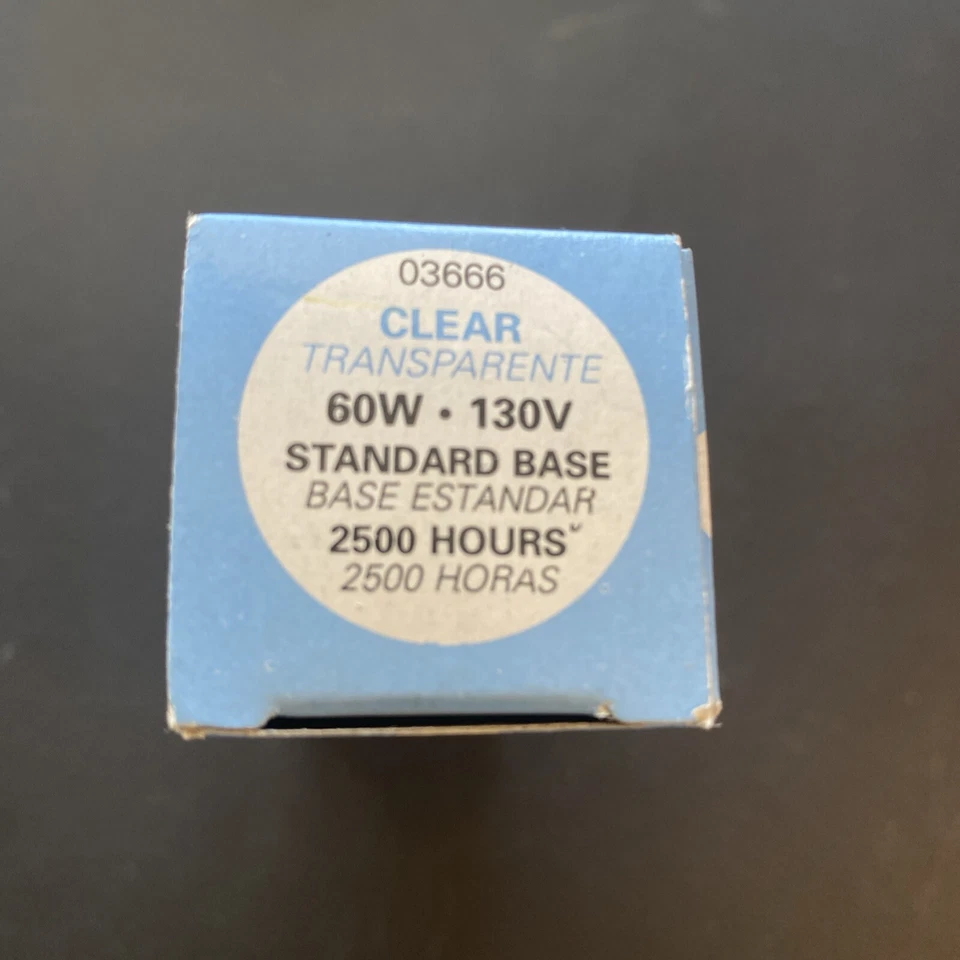 03666
CLEAR
TRANSPARENTE
60W • 130V
STANDARD BASE
BASE ESTANDAR
2500 HOURS
2500 HORAS